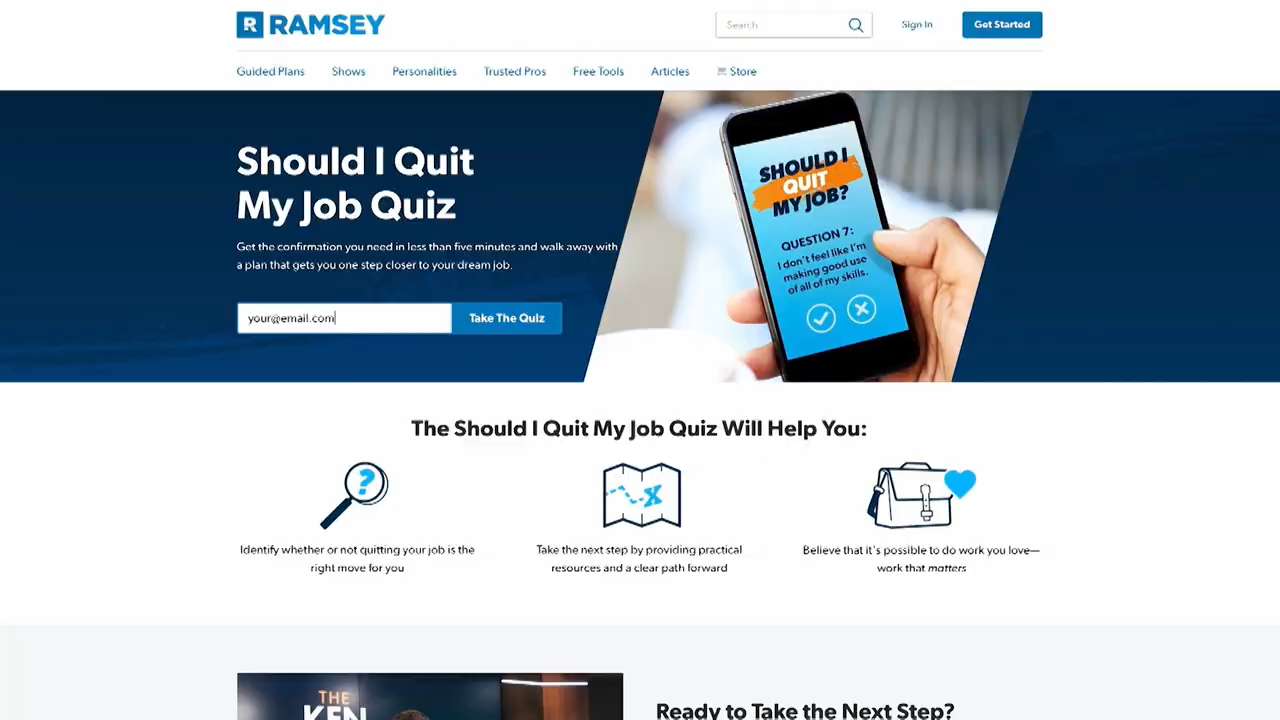 R RAMSEY
Search
Sign In
Get Started
Guided Plans
Shows
Personalities
Trusted Pros
Free Tools
Articles
Store
Should I Quit
My Job Quiz
Get the confirmation you need in less than five minutes and walk away with
a plan that gets you one step closer to your dream job.
your@email.com
Take The Quiz
SHOULD I
QUIT
MY JOB?
QUESTION 7:
I don't feel like I'm
making good use
of all of my skills.
The Should I Quit My Job Quiz Will Help You:
?
X
Identify whether or not quitting your job is the
right move for you
Take the next step by providing practical
resources and a clear path forward
Believe that it's possible to do work you love—
work that matters
THE
KEN
Ready to Take the Next Step?